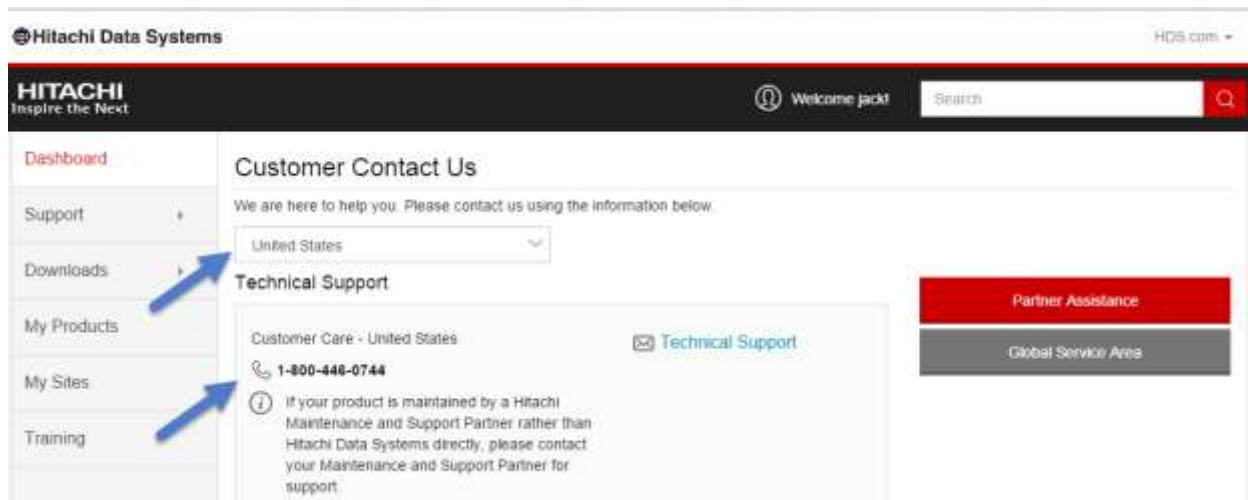 Hitachi Data Systems
HDS.com
HITACHI
Inspire the Next
Welcome jack!
Search
Dashboard
Support
Downloads
My Products
My Sites
Training
Customer Contact Us
We are here to help you. Please contact us using the information below.
United States
Technical Support
Customer Care - United States
1-800-446-0744
If your product is maintained by a Hitachi
Maintenance and Support Partner rather than
Hitachi Data Systems directly, please contact
your Maintenance and Support Partner for
support
Technical Support
Partner Assistance
Global Service Area